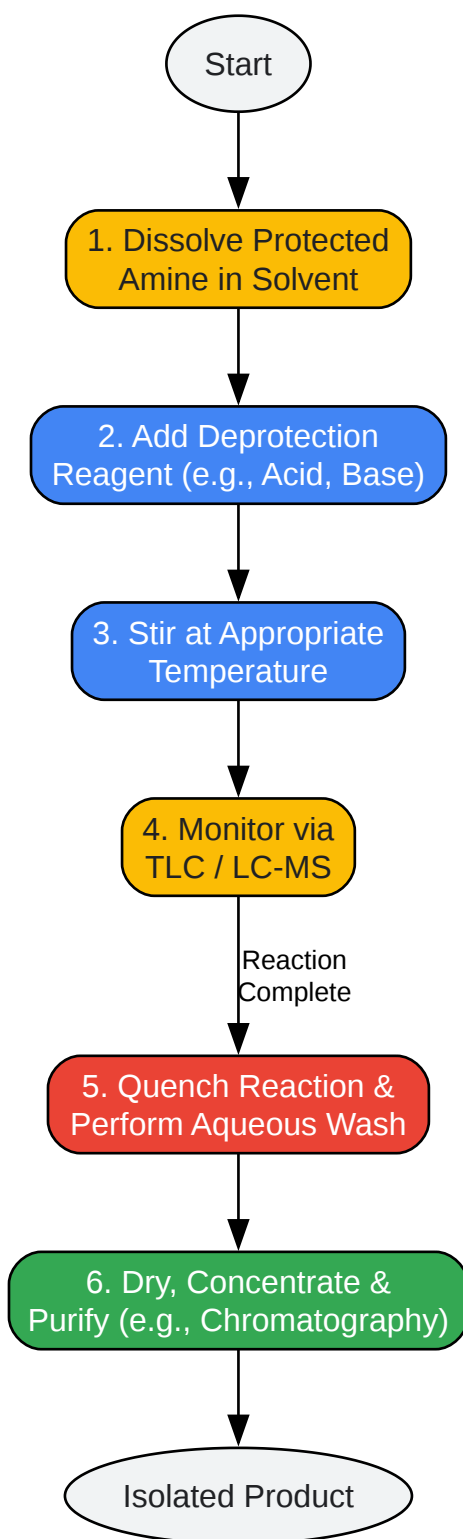 Start
1. Dissolve Protected
Amine in Solvent
2. Add Deprotection
Reagent (e.g., Acid, Base)
3. Stir at Appropriate
Temperature
4. Monitor via
TLC / LC-MS
Reaction
Complete
5. Quench Reaction &
Perform Aqueous Wash
6. Dry, Concentrate &
Purify (e.g., Chromatography)
Isolated Product